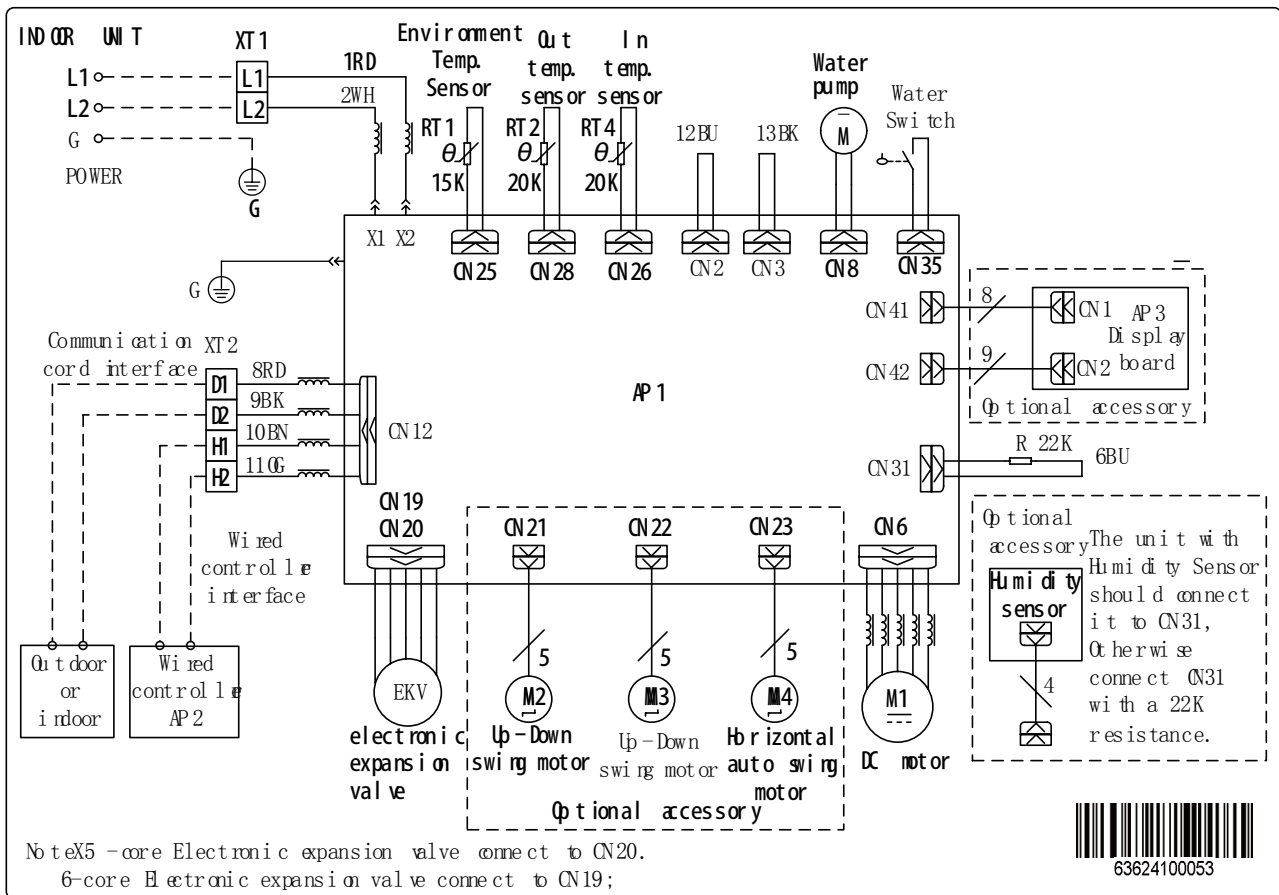 INDOOR UNIT
XT1
L1
L1
L2
L2
G
POWER
G
1RD
2WH
Environment
Temp.
Sensor
RT1
θ
15K
Out
temp.
sensor
RT2
θ
20K
In
temp.
sensor
RT4
θ
20K
12BU
13BK
Water
pump
M
Water
Switch
X1 X2
CN25
CN28
CN26
CN2
CN3
CN8
CN35
G
Communication
cord interface
XT2
D1
D2
H1
H2
8RD
9BK
10BN
11OG
CN12
AP1
CN41
8
CN1
AP3
Display
board
CN42
9
CN2
Optional accessory
CN31
R 22K
6BU
CN19
CN20
CN21
CN22
CN23
CN6
Wired
controller
interface
Outdoor
or
indoor
Wired
controller
AP2
EKV
electronic
expansion
valve
5
M2
Up-Down
swing motor
5
M3
Up-Down
swing motor
5
M4
Horizontal
auto swing
motor
Optional accessory
M1
DC motor
Optional
accessory
Humidity
sensor
4
The unit with
Humidity Sensor
should connect
it to CN31,
Otherwise
connect CN31
with a 22K
resistance.
NoteX5 -core Electronic expansion valve connect to CN20.
6-core Electronic expansion valve connect to CN19;
63624100053